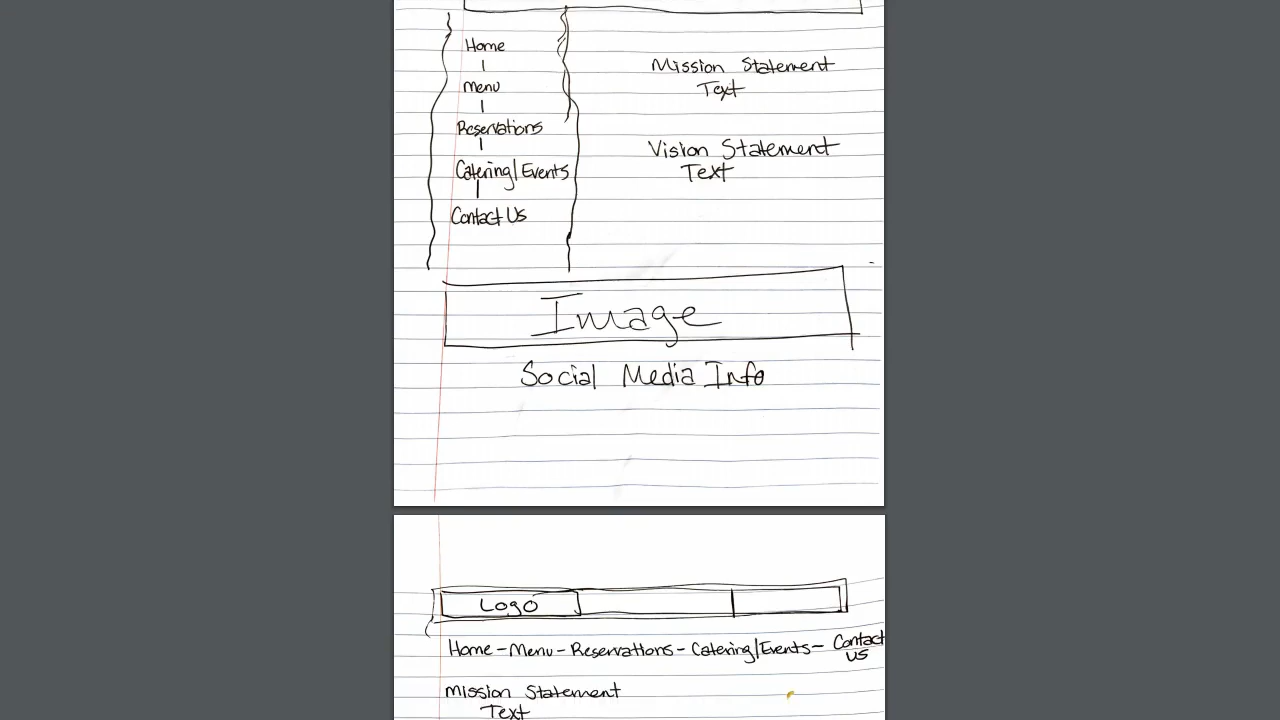 Home
Menu
Reservations
Catering/Events
Contact Us
Mission Statement
Text
Vision Statement
Text
Image
Social Media Info
Logo
Home - Menu - Reservations - Catering/Events - Contact
us
Mission Statement
Text